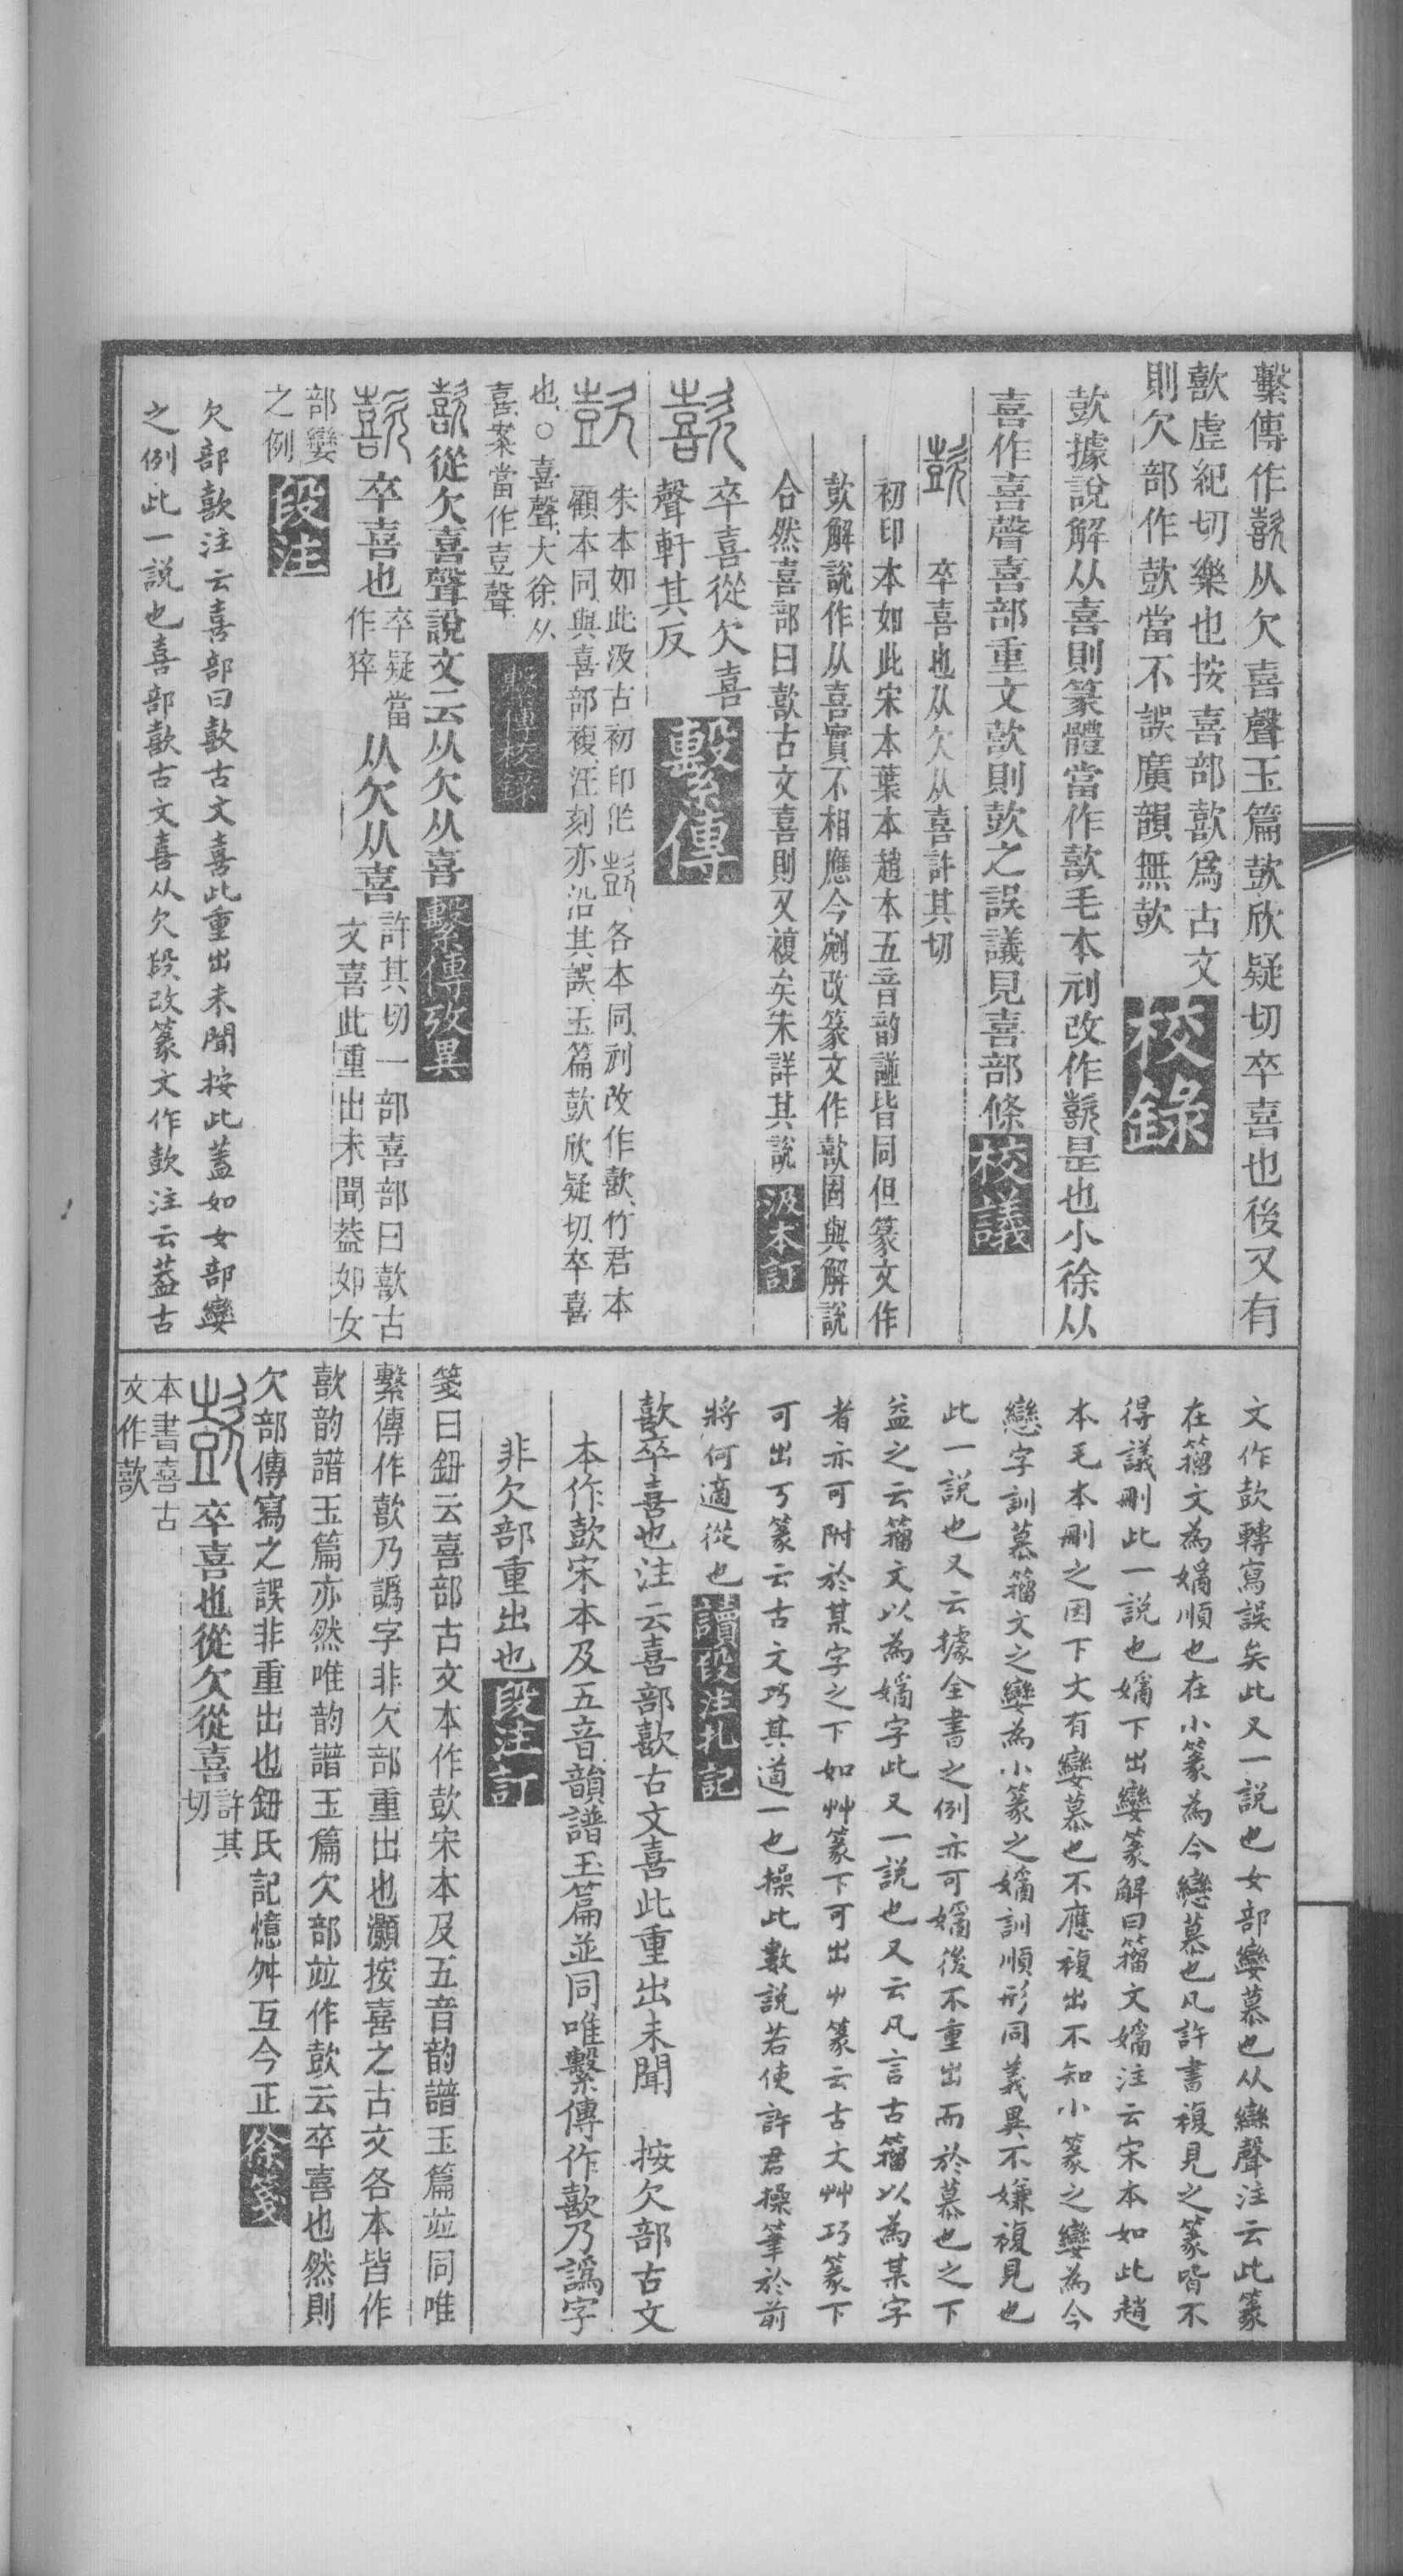 繫傳作歖从欠喜聲玉篇歖欣疑切卒喜也後又有
歖虛紀切樂也按喜部歖爲古文
則欠部作㰻當不誤廣韻無㰻
校錄
㰻據說解从喜則篆體當作歖毛本刓改作歖是也小徐从
喜作喜聲喜部重文歖則㰻之誤議見喜部條
校議
卒喜也从欠从喜許其切
初印本如此宋本葉本趙本五音韵譜皆同但篆文作
㰻解說作从喜實不相應今剜改篆文作歖固與解說
合然喜部曰歖古文喜則又複矣朱詳其說
汲本訂
歖
卒喜從欠喜
聲軒其反
繫傳
㰻
朱本如此汲古初印作㰻、各本同、刓改作歖、竹君本
顧本同、與喜部複、汪刻亦沿其誤、玉篇㰻欣疑切、卒喜
也、○喜聲、大徐、从
喜、案當作壴聲、
繫傳校錄
歖從欠喜聲說文云从欠从喜
繫傳攷異
歖
卒喜也
卒疑當
作猝
从欠从喜
許其切一部喜部曰歖古
文喜此重出未聞葢如女
部孌
之例
段注
欠部歖注云喜部曰歖古文喜此重出未聞按此蓋如女部孌
之例此一說也喜部歖古文喜从欠段改篆文作㰻注云葢古
文作㰻轉寫誤矣此又一說也女部孌慕也从䜌聲注云此篆
在籀文為嫡順也在小篆為今戀慕也凡許書複見之篆皆不
得議刪此一說也嫡下出孌篆解曰籀文嫡注云宋本如此趙
本毛本刪之因下大有孌慕也不應複出不知小篆之孌為今
戀字訓慕籀文之孌為小篆之嫡訓順形同義異不嫌複見也
此一說也又云據全書之例亦可嫡後不重出而於慕也之下
益之云籀文以為嫡字此又一說也又云凡言古籀以為某字
者亦可附於某字之下如艸篆下可出屮篆云古文艸巧篆下
可出丂篆云古文巧其道一也操此數說若使許君操筆於前
將何適從也
讀段注札記
歖卒喜也注云喜部歖古文喜此重出未聞　按欠部古文
本作㰻宋本及五音韻譜玉篇並同唯繫傳作歖乃譌字
非欠部重出也
段注訂
箋曰鈕云喜部古文本作㰻宋本及五音韵譜玉篇竝同唯
繫傳作歖乃譌字非欠部重出也灝按喜之古文各本皆作
歖韵譜玉篇亦然唯韵譜玉篇欠部竝作㰻云卒喜也然則
欠部傳寫之誤非重出也鈕氏記憶舛互今正
徐箋
㰻
卒喜也從欠從喜
許其
切
本書喜古
文作歖